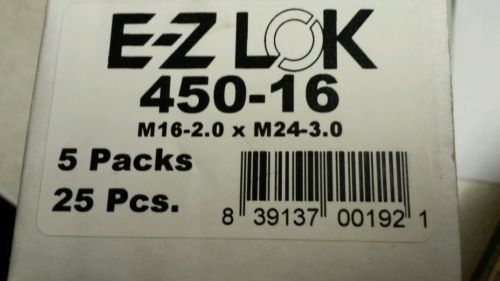 E-Z LOK
450-16
M16-2.0 x M24-3.0
5 Packs
25 Pcs.
8 39137 00192 1